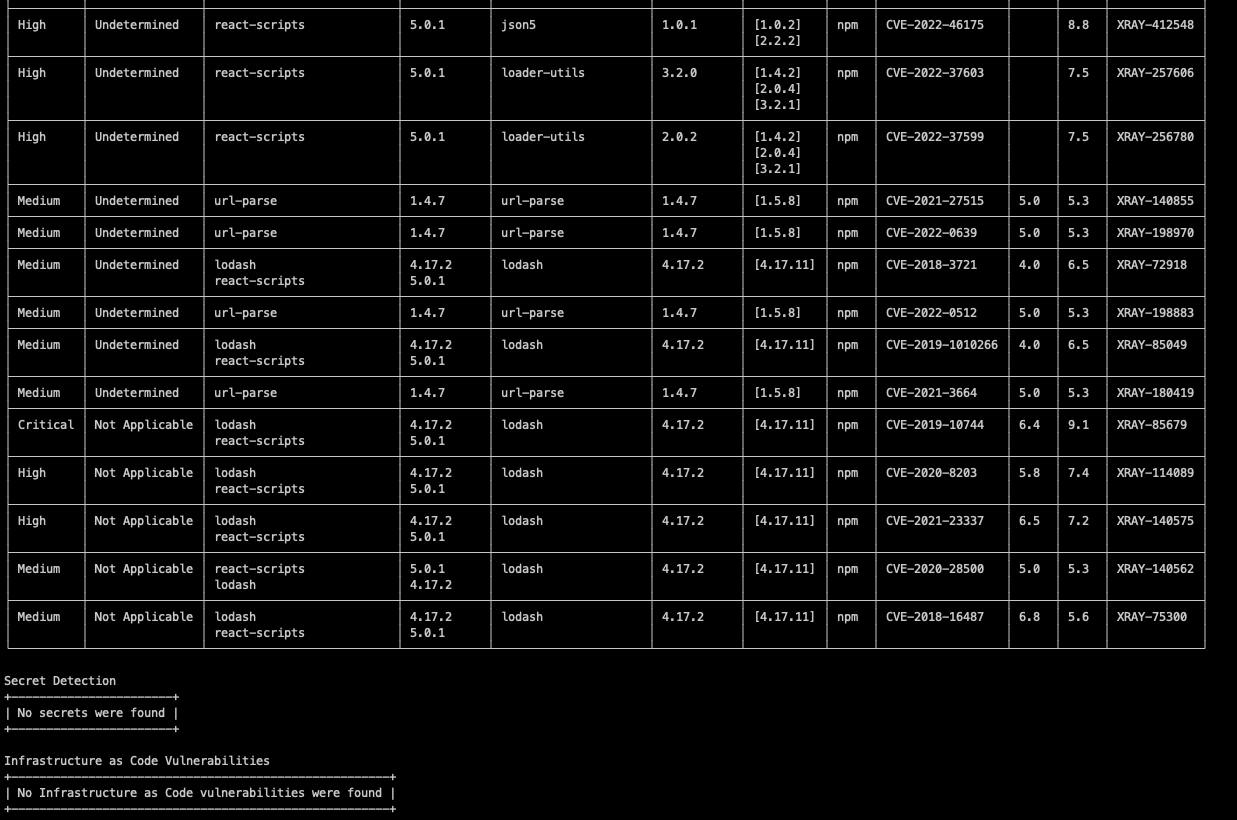 High Undetermined react-scripts 5.0.1 json5 1.0.1 [1.0.2] npm CVE-2022-46175 8.8 XRAY-412548
[2.2.2]
High Undetermined react-scripts 5.0.1 loader-utils 3.2.0 [1.4.2] npm CVE-2022-37603 7.5 XRAY-257606
[2.0.4]
[3.2.1]
High Undetermined react-scripts 5.0.1 loader-utils 2.0.2 [1.4.2] npm CVE-2022-37599 7.5 XRAY-256780
[2.0.4]
[3.2.1]
Medium Undetermined url-parse 1.4.7 url-parse 1.4.7 [1.5.8] npm CVE-2021-27515 5.0 5.3 XRAY-140855
Medium Undetermined url-parse 1.4.7 url-parse 1.4.7 [1.5.8] npm CVE-2022-0639 5.0 5.3 XRAY-198970
Medium Undetermined lodash 4.17.2 lodash 4.17.2 [4.17.11] npm CVE-2018-3721 4.0 6.5 XRAY-72918
react-scripts 5.0.1
Medium Undetermined url-parse 1.4.7 url-parse 1.4.7 [1.5.8] npm CVE-2022-0512 5.0 5.3 XRAY-198883
Medium Undetermined lodash 4.17.2 lodash 4.17.2 [4.17.11] npm CVE-2019-1010266 4.0 6.5 XRAY-85049
react-scripts 5.0.1
Medium Undetermined url-parse 1.4.7 url-parse 1.4.7 [1.5.8] npm CVE-2021-3664 5.0 5.3 XRAY-180419
Critical Not Applicable lodash 4.17.2 lodash 4.17.2 [4.17.11] npm CVE-2019-10744 6.4 9.1 XRAY-85679
react-scripts 5.0.1
High Not Applicable lodash 4.17.2 lodash 4.17.2 [4.17.11] npm CVE-2020-8203 5.8 7.4 XRAY-114089
react-scripts 5.0.1
High Not Applicable lodash 4.17.2 lodash 4.17.2 [4.17.11] npm CVE-2021-23337 6.5 7.2 XRAY-140575
react-scripts 5.0.1
Medium Not Applicable react-scripts 5.0.1 lodash 4.17.2 [4.17.11] npm CVE-2020-28500 5.0 5.3 XRAY-140562
lodash 4.17.2
Medium Not Applicable lodash 4.17.2 lodash 4.17.2 [4.17.11] npm CVE-2018-16487 6.8 5.6 XRAY-75300
react-scripts 5.0.1
Secret Detection
No secrets were found
Infrastructure as Code Vulnerabilities
No Infrastructure as Code vulnerabilities were found